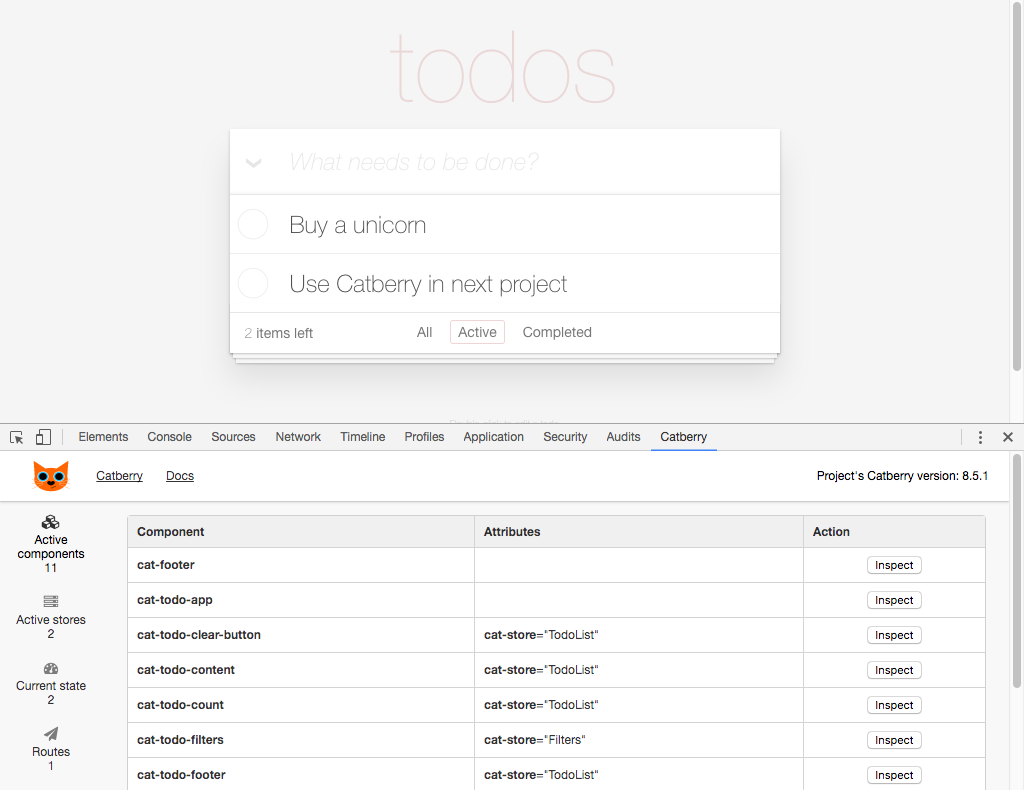 todos
What needs to be done?
Buy a unicorn
Use Catberry in next project
2 items left All Active Completed
Elements Console Sources Network Timeline Profiles Application Security Audits Catberry
Catberry Docs Project's Catberry version: 8.5.1
Active components 11
Active stores 2
Current state 2
Routes 1
Component Attributes Action
cat-footer Inspect
cat-todo-app Inspect
cat-todo-clear-button cat-store="TodoList" Inspect
cat-todo-content cat-store="TodoList" Inspect
cat-todo-count cat-store="TodoList" Inspect
cat-todo-filters cat-store="Filters" Inspect
cat-todo-footer cat-store="TodoList" Inspect